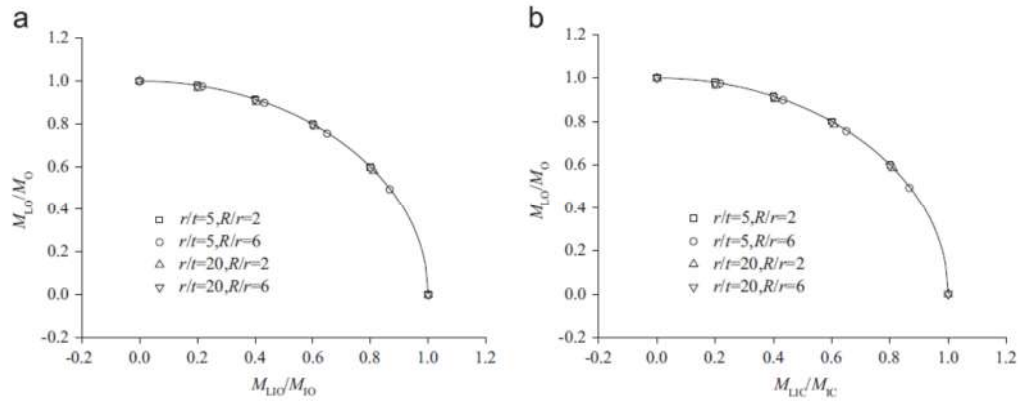 a
1.2
1.0
0.8
0.6
0.4
0.2
0.0
-0.2
M_LO/M_O
□ r/t=5,R/r=2
○ r/t=5,R/r=6
△ r/t=20,R/r=2
▽ r/t=20,R/r=6
-0.2 0.0 0.2 0.4 0.6 0.8 1.0 1.2
M_LIO/M_IO
b
1.2
1.0
0.8
0.6
0.4
0.2
0.0
-0.2
M_LO/M_O
□ r/t=5,R/r=2
○ r/t=5,R/r=6
△ r/t=20,R/r=2
▽ r/t=20,R/r=6
-0.2 0.0 0.2 0.4 0.6 0.8 1.0 1.2
M_LIC/M_IC